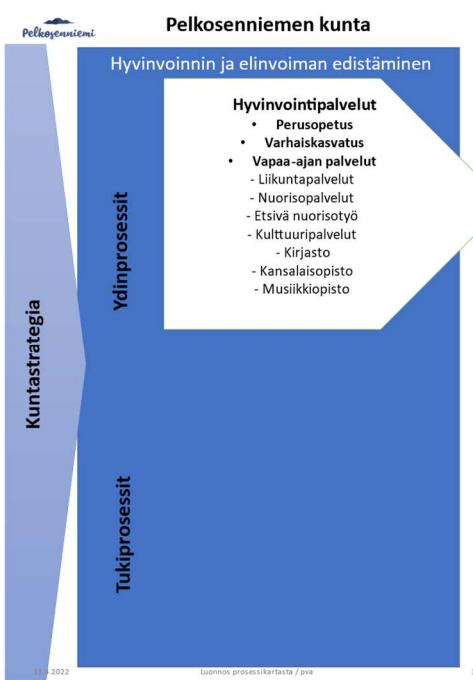 Pelkosenniemi
Pelkosenniemen kunta
Hyvinvoinnin ja elinvoiman edistäminen
Hyvinvointipalvelut
• Perusopetus
• Varhaiskasvatus
• Vapaa-ajan palvelut
- Liikuntapalvelut
- Nuorisopalvelut
- Etsivä nuorisotyö
- Kulttuuripalvelut
- Kirjasto
- Kansalaisopisto
- Musiikkiopisto
Ydinprosessit
Kuntastrategia
Tukiprosessit
Luonnos prosessikartasta / pva